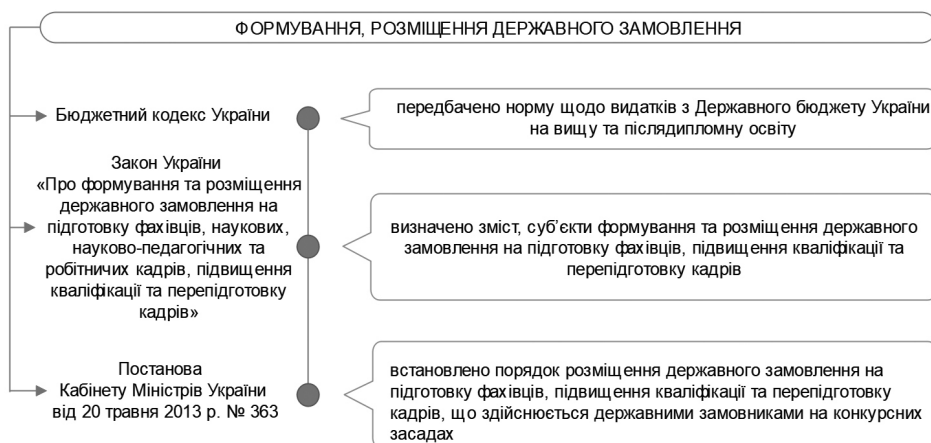 ФОРМУВАННЯ, РОЗМІЩЕННЯ ДЕРЖАВНОГО ЗАМОВЛЕННЯ
Бюджетний кодекс України
передбачено норму щодо видатків з Державного бюджету України
на вищу та післядипломну освіту
Закон України
«Про формування та розміщення
державного замовлення на
підготовку фахівців, наукових,
науково-педагогічних та
робітничих кадрів, підвищення
кваліфікації та перепідготовку
кадрів»
визначено зміст, суб’єкти формування та розміщення державного
замовлення на підготовку фахівців, підвищення кваліфікації та
перепідготовку кадрів
Постанова
Кабінету Міністрів України
від 20 травня 2013 р. № 363
встановлено порядок розміщення державного замовлення на
підготовку фахівців, підвищення кваліфікації та перепідготовку
кадрів, що здійснюється державними замовниками на конкурсних
засадах